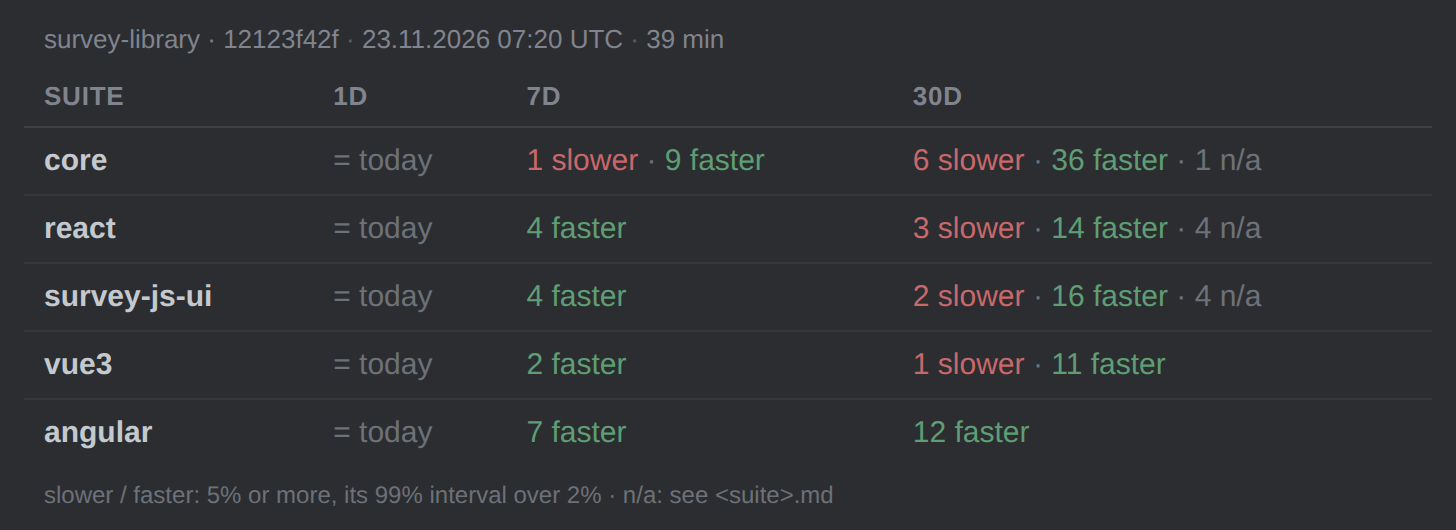 survey-library · 12123f42f · 23.11.2026 07:20 UTC · 39 min
SUITE 1D 7D 30D
core = today 1 slower · 9 faster 6 slower · 36 faster · 1 n/a
react = today 4 faster 3 slower · 14 faster · 4 n/a
survey-js-ui = today 4 faster 2 slower · 16 faster · 4 n/a
vue3 = today 2 faster 1 slower · 11 faster
angular = today 7 faster 12 faster
slower / faster: 5% or more, its 99% interval over 2% · n/a: see <suite>.md